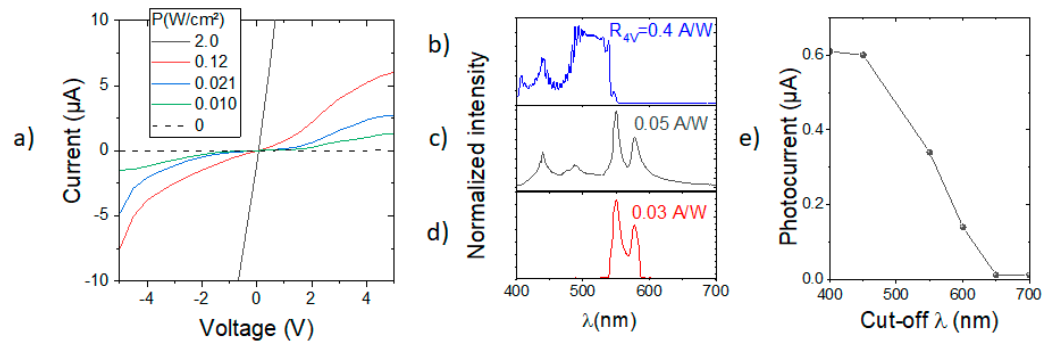 a)
P(W/cm²)
2.0
0.12
0.021
0.010
0
Current (µA)
10
5
0
-5
-10
-4
-2
0
2
4
Voltage (V)
b)
R4V=0.4 A/W
c)
0.05 A/W
d)
0.03 A/W
Normalized intensity
400
500
600
700
λ(nm)
e)
Photocurrent (µA)
0.6
0.4
0.2
0.0
400
500
600
700
Cut-off λ (nm)